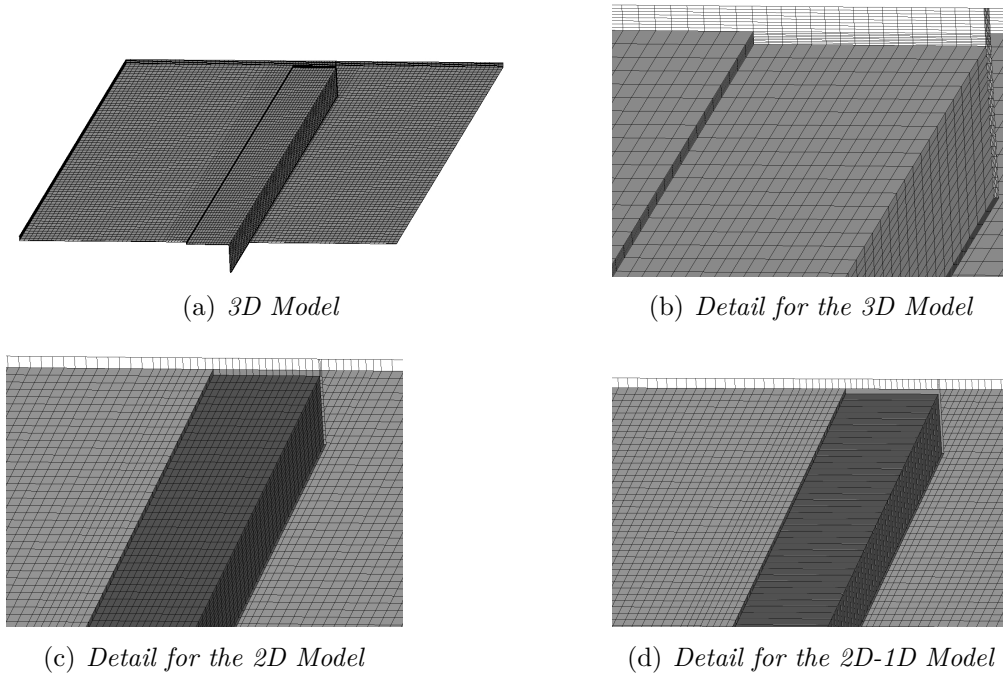 (a) 3D Model
(b) Detail for the 3D Model
(c) Detail for the 2D Model
(d) Detail for the 2D-1D Model